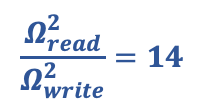 Ω²read / Ω²write = 14